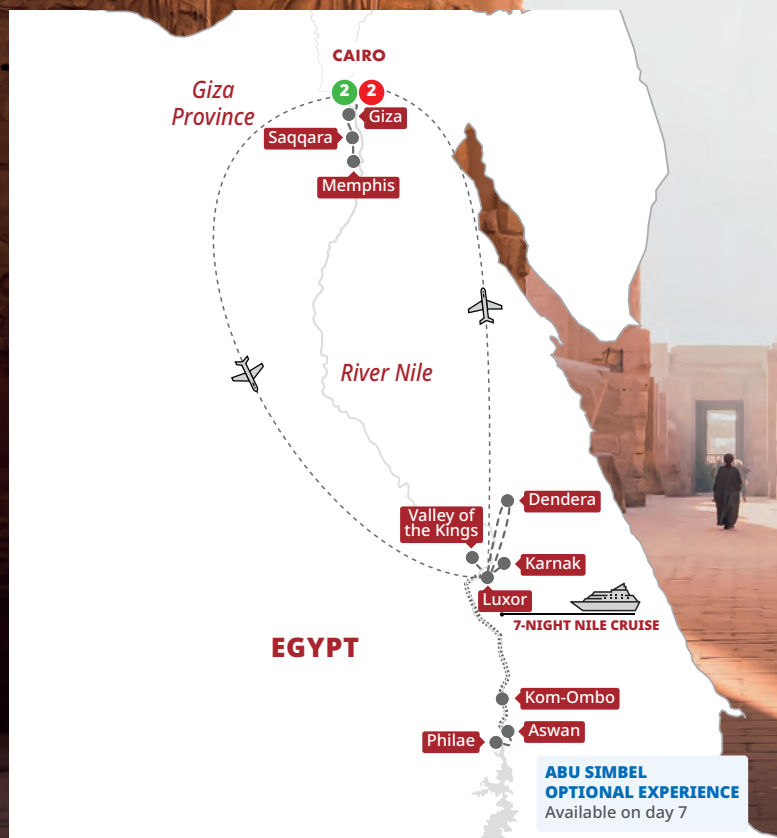 CAIRO
2 2
Giza
Province
Giza
Saqqara
Memphis
River Nile
Dendera
Valley of
the Kings
Karnak
Luxor
7-NIGHT NILE CRUISE
EGYPT
Kom-Ombo
Aswan
Philae
ABU SIMBEL
OPTIONAL EXPERIENCE
Available on day 7